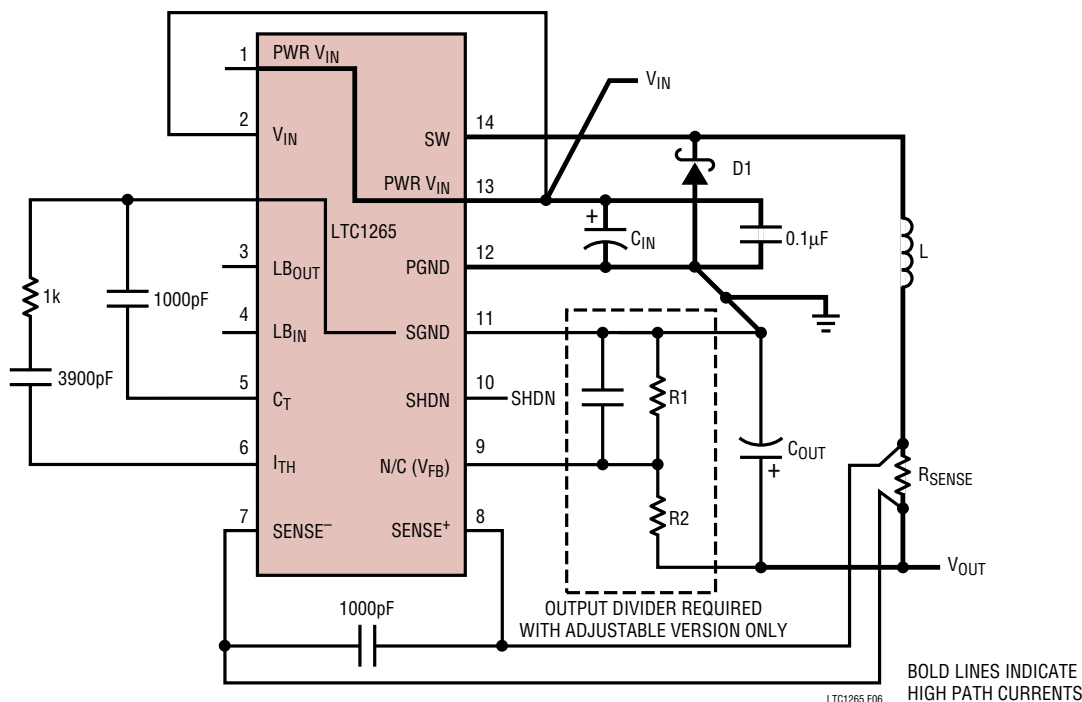 1
PWR VIN
VIN
2
VIN
SW
14
D1
PWR VIN
13
+
CIN
0.1µF
L
LTC1265
3
LBOUT
PGND
12
1k
1000pF
4
LBIN
SGND
11
3900pF
5
CT
SHDN
10
SHDN
R1
COUT
+
6
ITH
N/C (VFB)
9
RSENSE
7
SENSE–
SENSE+
8
R2
VOUT
1000pF
OUTPUT DIVIDER REQUIRED
WITH ADJUSTABLE VERSION ONLY
BOLD LINES INDICATE
HIGH PATH CURRENTS
LTC1265 F06